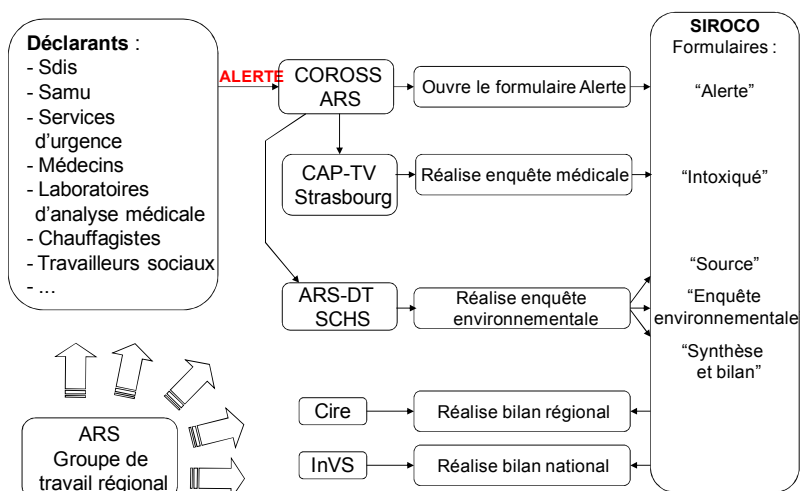 Déclarants :
- Sdis
- Samu
- Services
d'urgence
- Médecins
- Laboratoires
d'analyse médicale
- Chauffagistes
- Travailleurs sociaux
- ...
ALERTE
COROSS
ARS
Ouvre le formulaire Alerte
SIROCO
Formulaires :
“Alerte”
CAP-TV
Strasbourg
Réalise enquête médicale
“Intoxiqué”
ARS-DT
SCHS
Réalise enquête
environnementale
“Source”
“Enquête
environnementale
“Synthèse
et bilan”
Cire
Réalise bilan régional
InVS
Réalise bilan national
ARS
Groupe de
travail régional